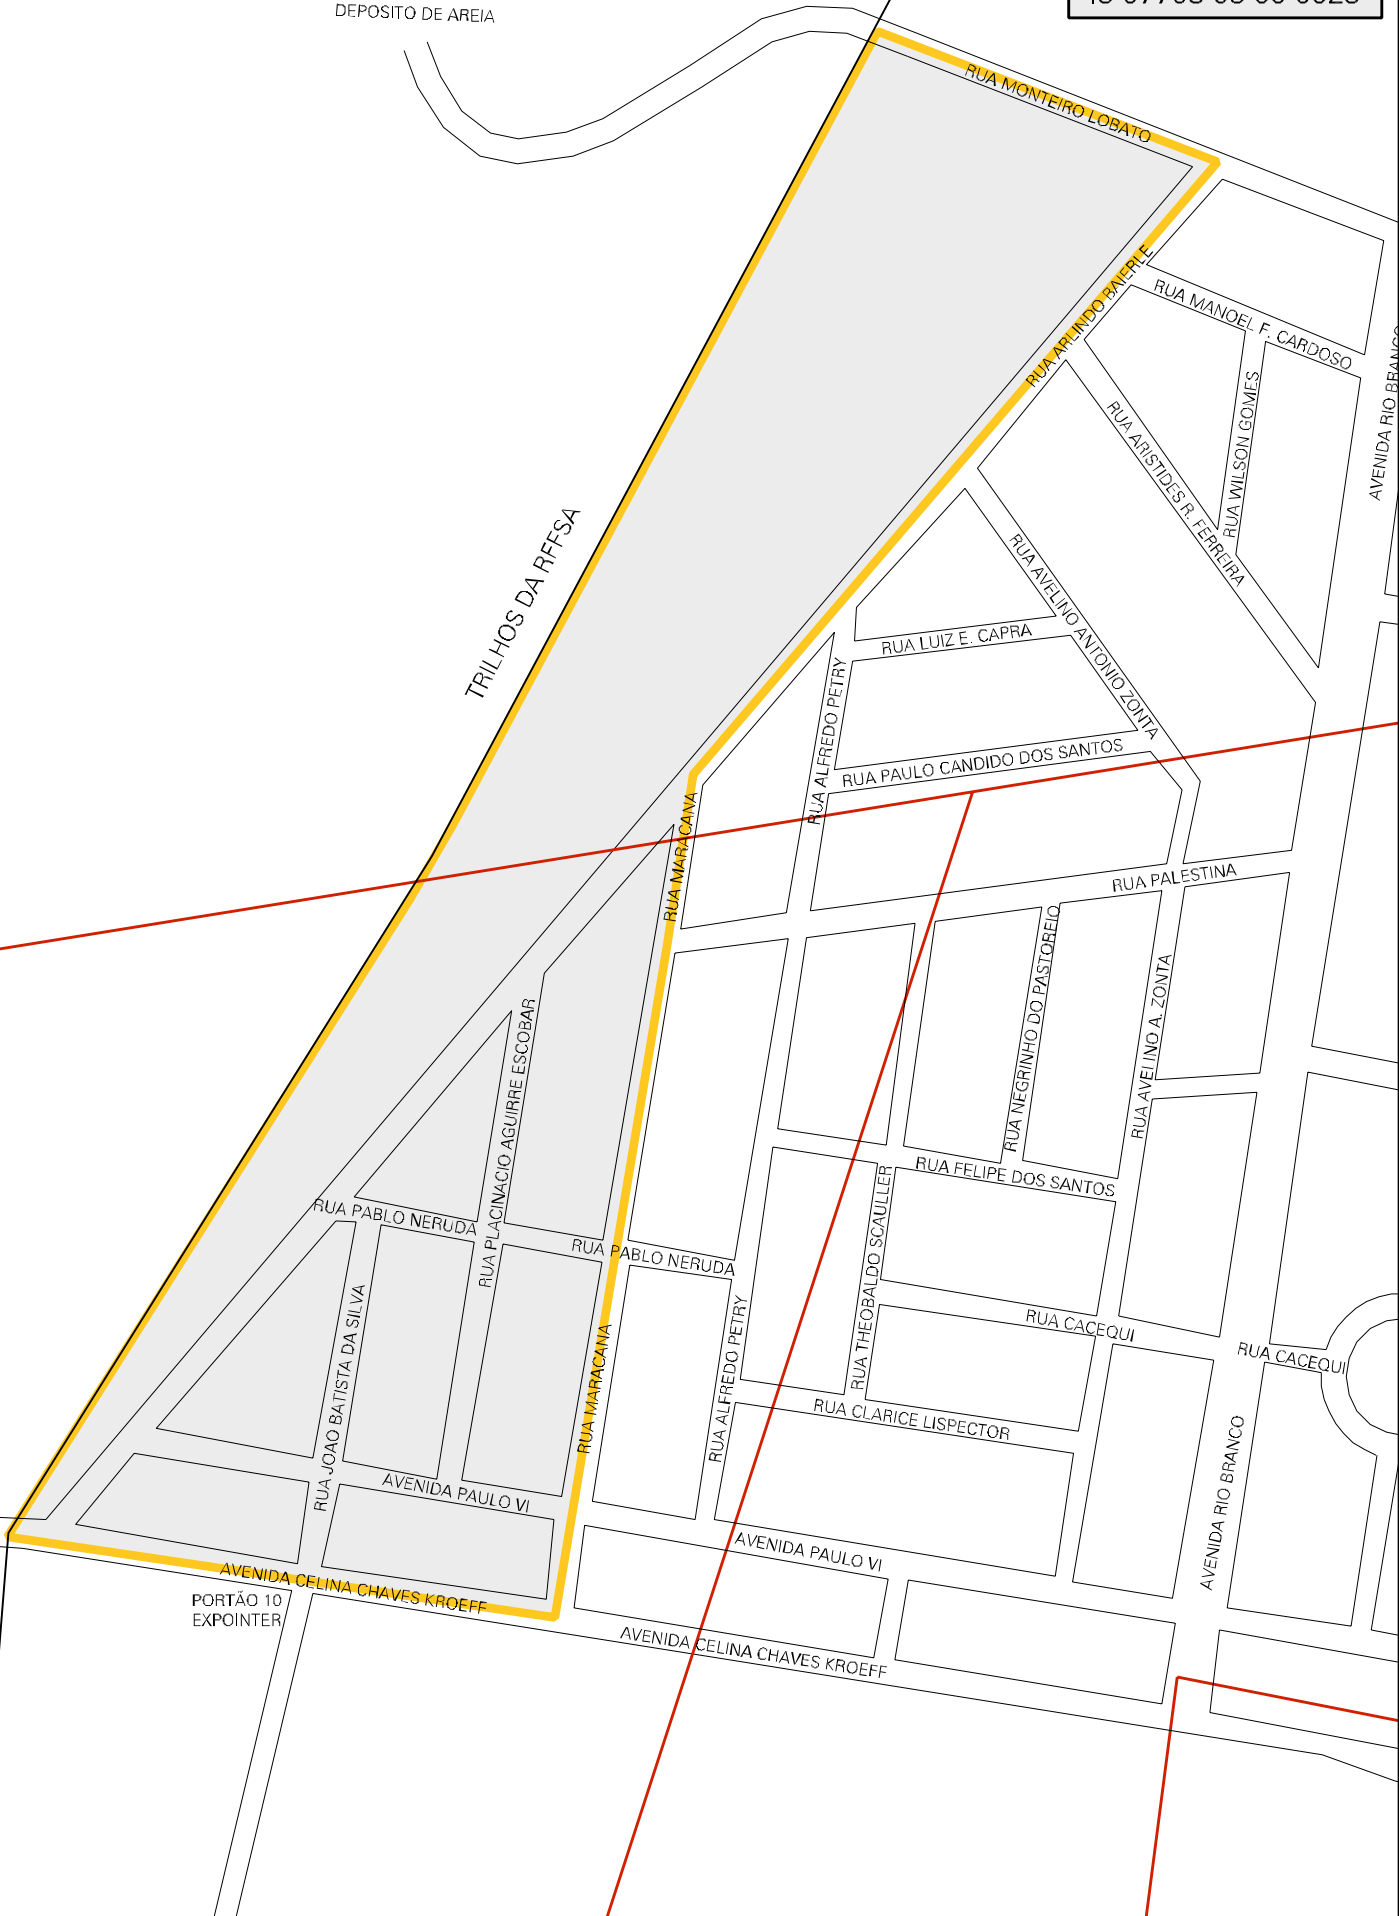 DEPOSITO DE AREIA
RUA MONTEIRO LOBATO
RUA ARLINDO BAIERLE
RUA MANOEL F. CARDOSO
RUA WILSON GOMES
RUA ARISTIDES R. FERREIRA
AVENIDA RIO BRANCO
TRILHOS DA RFFSA
RUA AVELINO ANTONIO ZONTA
RUA LUIZ E. CAPRA
RUA ALFREDO PETRY
RUA PAULO CANDIDO DOS SANTOS
RUA MARACANA
RUA PALESTINA
RUA NEGRINHO DO PASTOREIO
RUA AVELINO A. ZONTA
RUA PLACINACIO AGUIRRE ESCOBAR
RUA FELIPE DOS SANTOS
RUA THEOBALDO SCAULLER
RUA PABLO NERUDA
RUA PABLO NERUDA
RUA JOAO BATISTA DA SILVA
RUA MARACANA
RUA ALFREDO PETRY
RUA CACEQUI
RUA CACEQUI
RUA CLARICE LISPECTOR
AVENIDA RIO BRANCO
AVENIDA PAULO VI
AVENIDA PAULO VI
AVENIDA CELINA CHAVES KROEFF
PORTÃO 10
EXPOINTER
AVENIDA CELINA CHAVES KROEFF